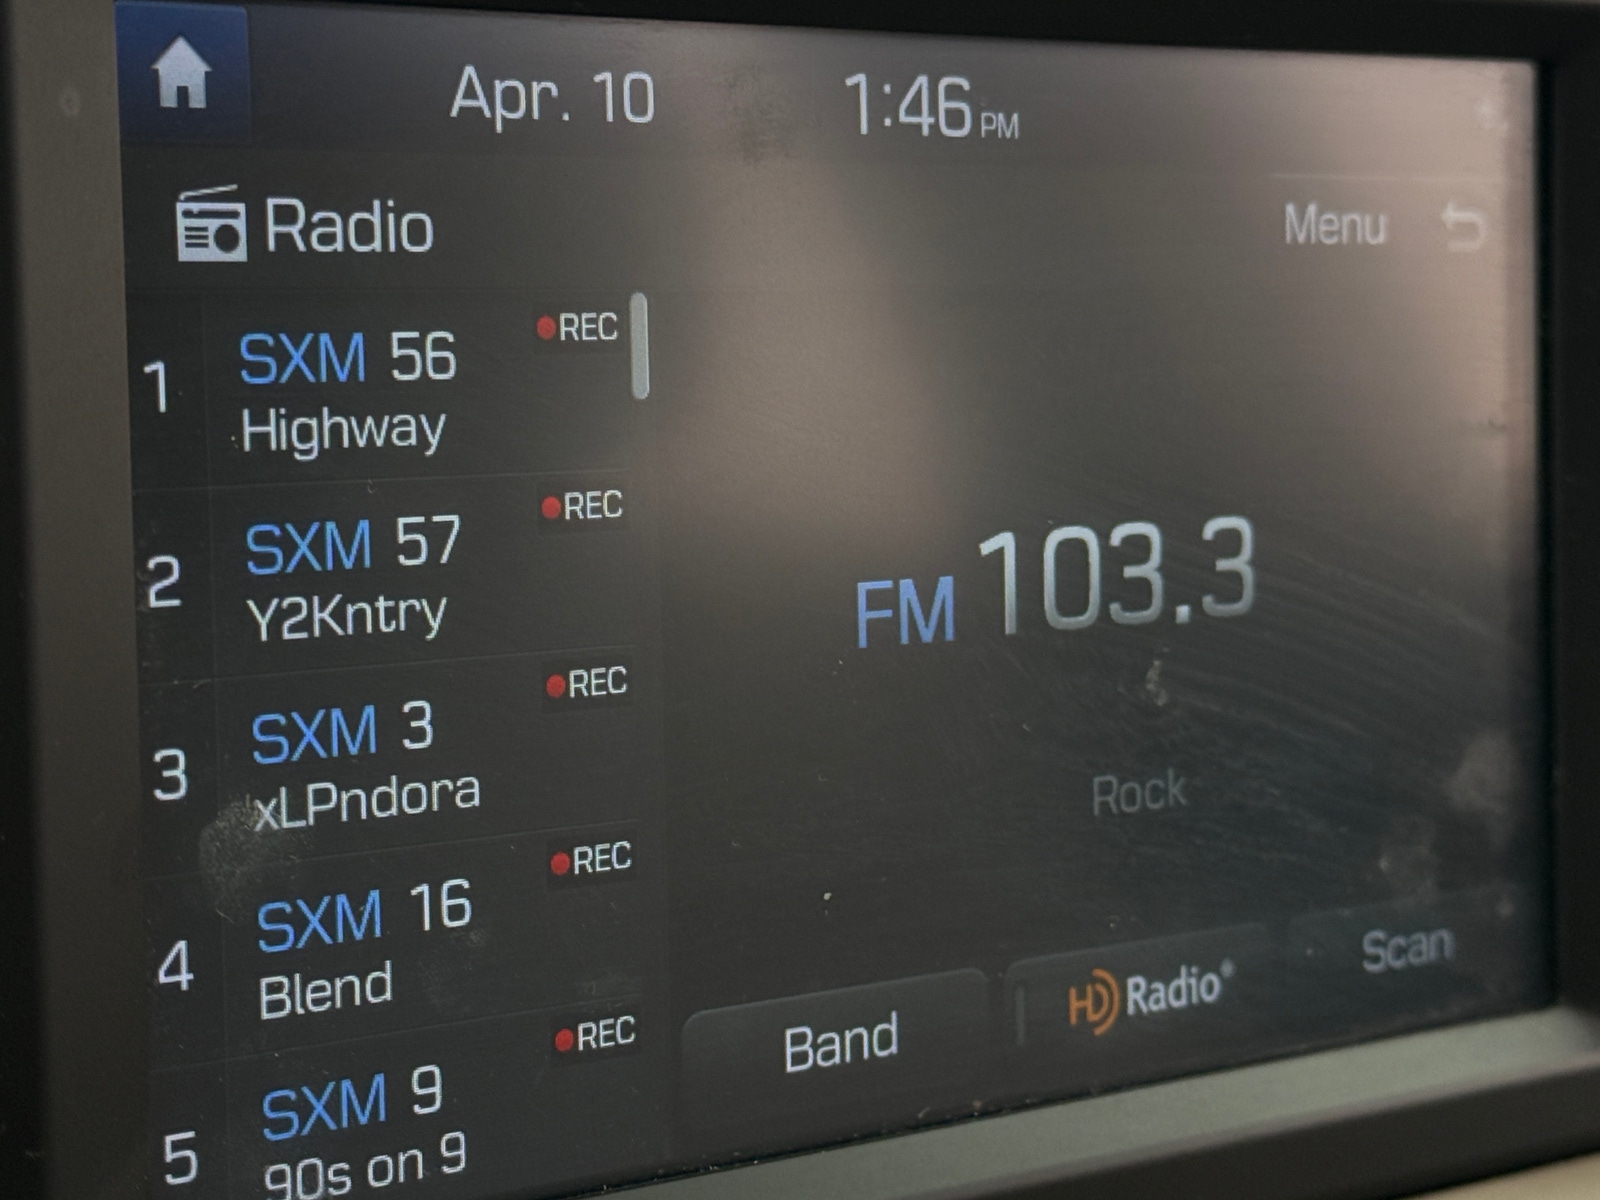 Apr. 10 1:46 PM
Radio
Menu
1 SXM 56 REC
Highway
2 SXM 57 REC
Y2Kntry
3 SXM 3 REC
xLPndora
4 SXM 16 REC
Blend
5 SXM 9 REC
90s on 9
FM 103.3
Rock
Band
HD Radio®
Scan